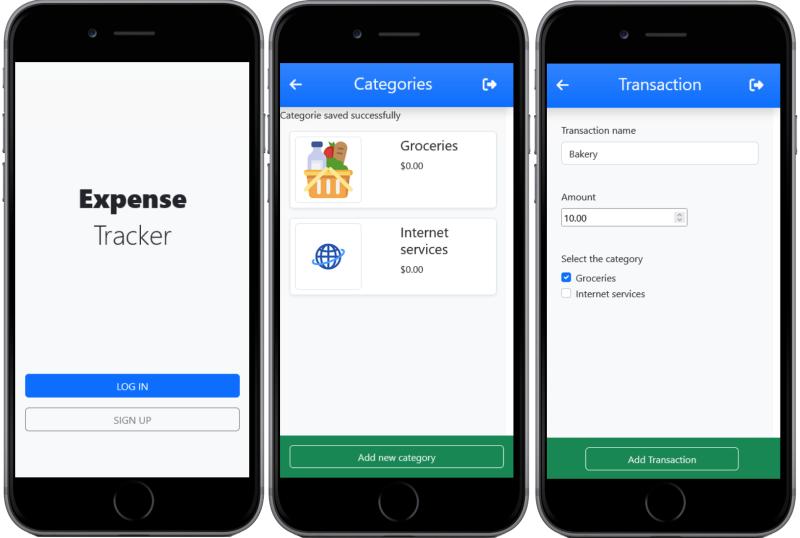 Expense
Tracker
LOG IN
SIGN UP
Categories
Categorie saved successfully
Groceries
$0.00
Internet
services
$0.00
Add new category
Transaction
Transaction name
Bakery
Amount
10.00
Select the category
Groceries
Internet services
Add Transaction